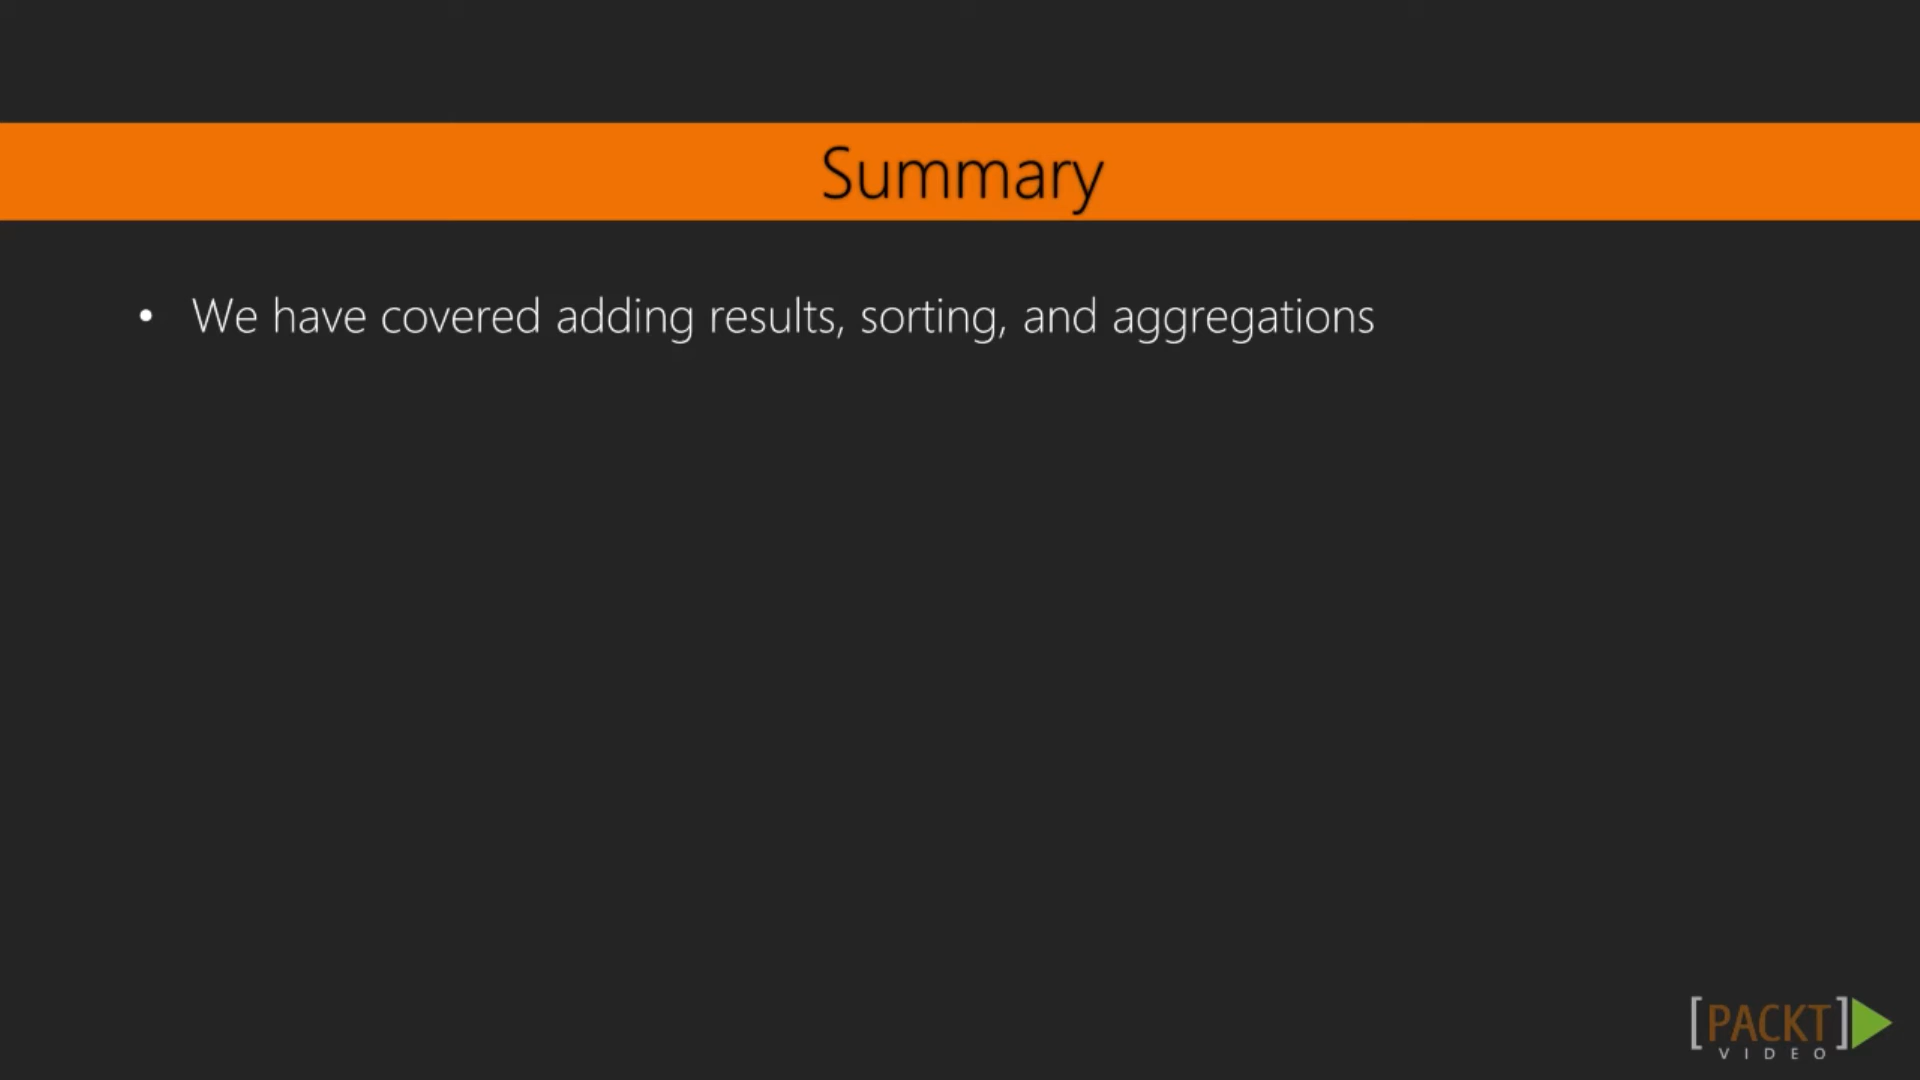 Summary
• We have covered adding results, sorting, and aggregations
[PACKT]
VIDEO